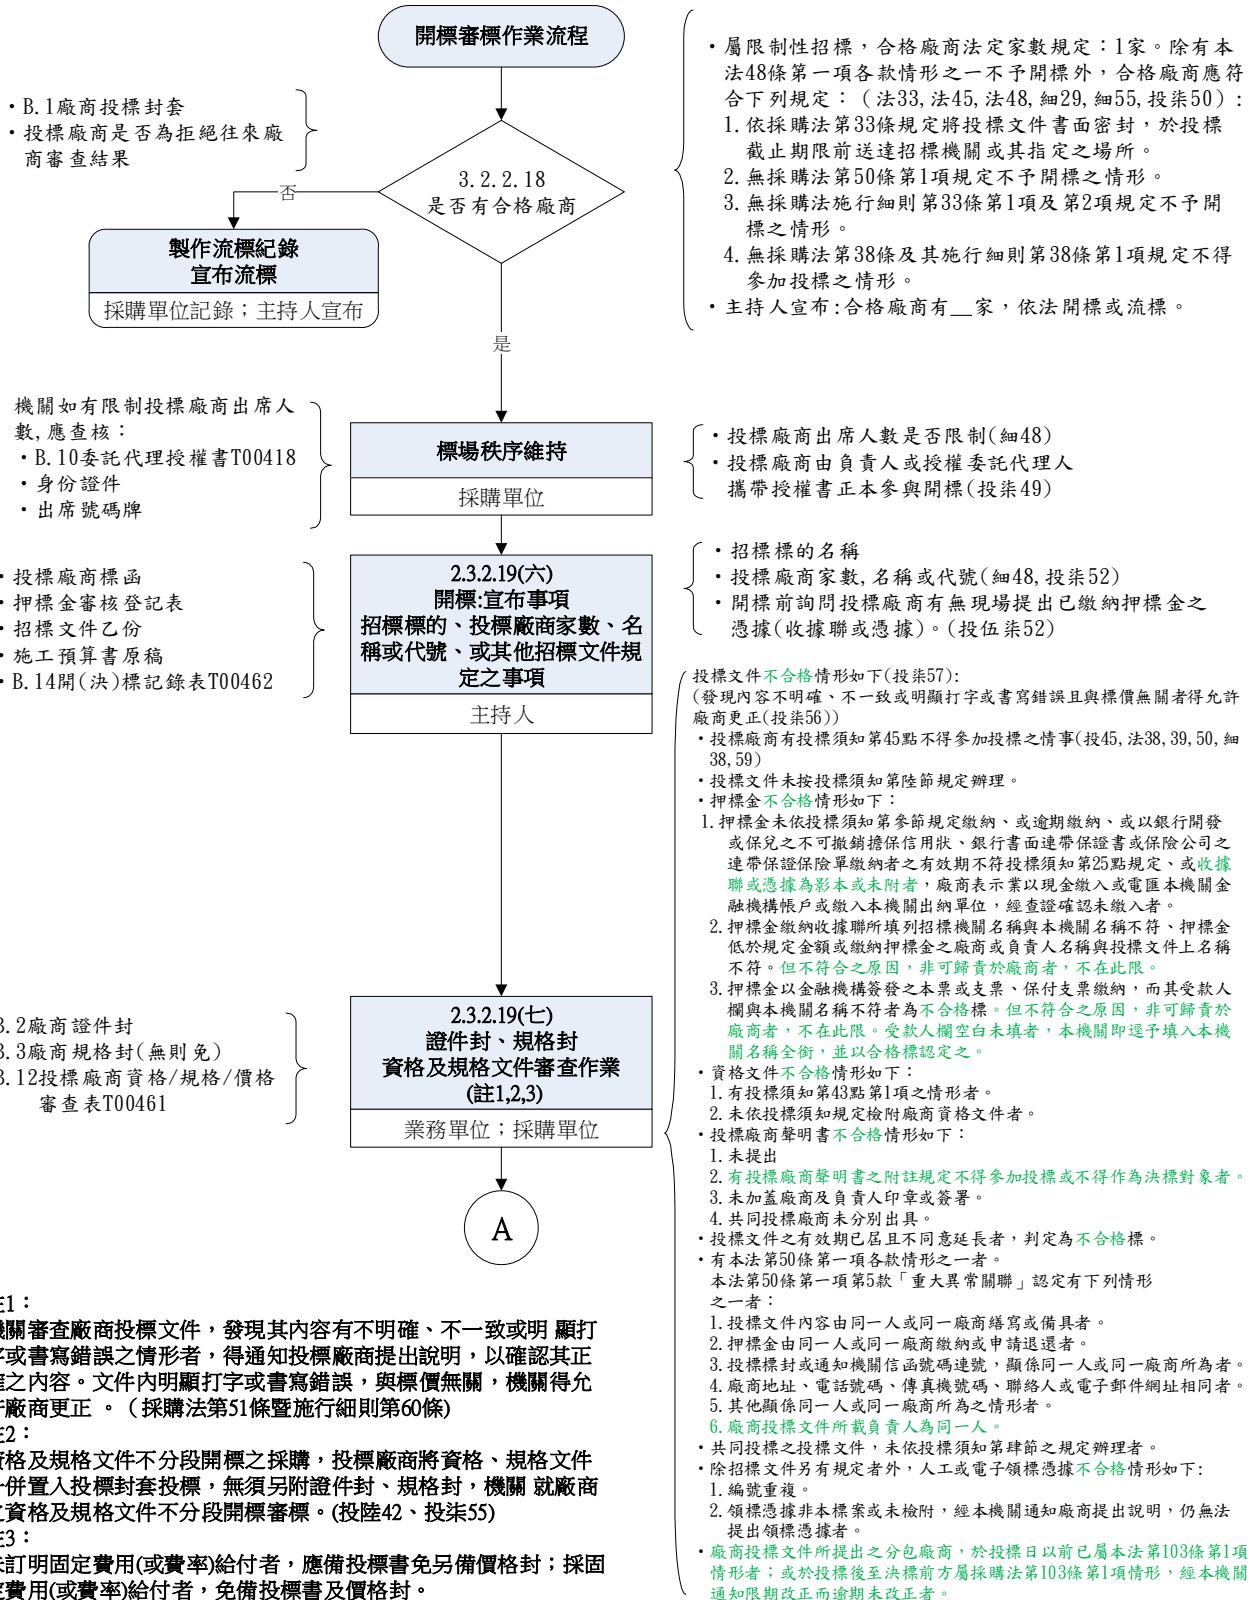 開標審標作業流程
・B.1廠商投標封套
・投標廠商是否為拒絕往來廠
商審查結果
3.2.2.18
是否有合格廠商
否
製作流標紀錄
宣布流標
採購單位記錄；主持人宣布
是
・屬限制性招標，合格廠商法定家數規定：1家。除有本
法48條第一項各款情形之一不予開標外，合格廠商應符
合下列規定：（法33,法45,法48,細29,細55,投柒50）:
1.依採購法第33條規定將投標文件書面密封，於投標
截止期限前送達招標機關或其指定之場所。
2.無採購法第50條第1項規定不予開標之情形。
3.無採購法施行細則第33條第1項及第2項規定不予開
標之情形。
4.無採購法第38條及其施行細則第38條第1項規定不得
參加投標之情形。
・主持人宣布:合格廠商有__家，依法開標或流標。
機關如有限制投標廠商出席人
數,應查核：
・B.10委託代理授權書T00418
・身份證件
・出席號碼牌
標場秩序維持
採購單位
・投標廠商出席人數是否限制(細48)
・投標廠商由負責人或授權委託代理人
攜帶授權書正本參與開標(投柒49)
・投標廠商標函
・押標金審核登記表
・招標文件乙份
・施工預算書原稿
・B.14開(決)標記錄表T00462
2.3.2.19(六)
開標:宣布事項
招標標的、投標廠商家數、名
稱或代號、或其他招標文件規
定之事項
主持人
・招標標的名稱
・投標廠商家數,名稱或代號(細48,投柒52)
・開標前詢問投標廠商有無現場提出已繳納押標金之
憑據(收據聯或憑據)。(投伍柒52)
.2廠商證件封
.3廠商規格封(無則免)
.12投標廠商資格/規格/價格
審查表T00461
2.3.2.19(七)
證件封、規格封
資格及規格文件審查作業
(註1,2,3)
業務單位；採購單位
A
投標文件不合格情形如下(投柒57):
(發現內容不明確、不一致或明顯打字或書寫錯誤且與標價無關者得允許
廠商更正(投柒56))
・投標廠商有投標須知第45點不得參加投標之情事(投45,法38,39,50,細
38,59)
・投標文件未按投標須知第陸節規定辦理。
・押標金不合格情形如下：
1.押標金未依投標須知第參節規定繳納、或逾期繳納、或以銀行開發
或保兌之不可撤銷擔保信用狀、銀行書面連帶保證書或保險公司之
連帶保證保險單繳納者之有效期不符投標須知第25點規定、或收據
聯或憑據為影本或未附者，廠商表示業以現金繳入或電匯本機關金
融機構帳戶或繳入本機關出納單位，經查證確認未繳入者。
2.押標金繳納收據聯所填列招標機關名稱與本機關名稱不符、押標金
低於規定金額或繳納押標金之廠商或負責人名稱與投標文件上名稱
不符。但不符合之原因，非可歸責於廠商者，不在此限。
3.押標金以金融機構簽發之本票或支票、保付支票繳納，而其受款人
欄與本機關名稱不符者為不合格標。但不符合之原因，非可歸責於
廠商者，不在此限。受款人欄空白未填者，本機關即逕予填入本機
關名稱全銜，並以合格標認定之。
・資格文件不合格情形如下：
1.有投標須知第43點第1項之情形者。
2.未依投標須知規定檢附廠商資格文件者。
・投標廠商聲明書不合格情形如下：
1.未提出
2.有投標廠商聲明書之附註規定不得參加投標或不得作為決標對象者。
3.未加蓋廠商及負責人印章或簽署。
4.共同投標廠商未分別出具。
・投標文件之有效期已屆且不同意延長者，判定為不合格標。
・有本法第50條第一項各款情形之一者。
本法第50條第一項第5款「重大異常關聯」認定有下列情形
之一者：
1.投標文件內容由同一人或同一廠商繕寫或備具者。
2.押標金由同一人或同一廠商繳納或申請退還者。
3.投標標封或通知機關信函號碼連號，顯係同一人或同一廠商所為者。
4.廠商地址、電話號碼、傳真機號碼、聯絡人或電子郵件網址相同者。
5.其他顯係同一人或同一廠商所為之情形者。
6.廠商投標文件所載負責人為同一人。
・共同投標之投標文件，未依投標須知第肆節之規定辦理者。
・除招標文件另有規定者外，人工或電子領標憑據不合格情形如下:
1.編號重複。
2.領標憑據非本標案或未檢附，經本機關通知廠商提出說明，仍無法
提出領標憑據者。
・廠商投標文件所提出之分包廠商，於投標日以前已屬本法第103條第1項
情形者；或於投標後至決標前方屬採購法第103條第1項情形，經本機關
通知限期改正而逾期未改正者。
註1：
機關審查廠商投標文件，發現其內容有不明確、不一致或明 顯打
字或書寫錯誤之情形者，得通知投標廠商提出說明，以確認其正
確之內容。文件內明顯打字或書寫錯誤，與標價無關，機關得允
許廠商更正 。（採購法第51條暨施行細則第60條)
註2：
資格及規格文件不分段開標之採購，投標廠商將資格、規格文件
一併置入投標封套投標，無須另附證件封、規格封，機關 就廠商
之資格及規格文件不分段開標審標。(投陸42、投柒55)
註3：
未訂明固定費用(或費率)給付者，應備投標書免另備價格封；採固
定費用(或費率)給付者，免備投標書及價格封。